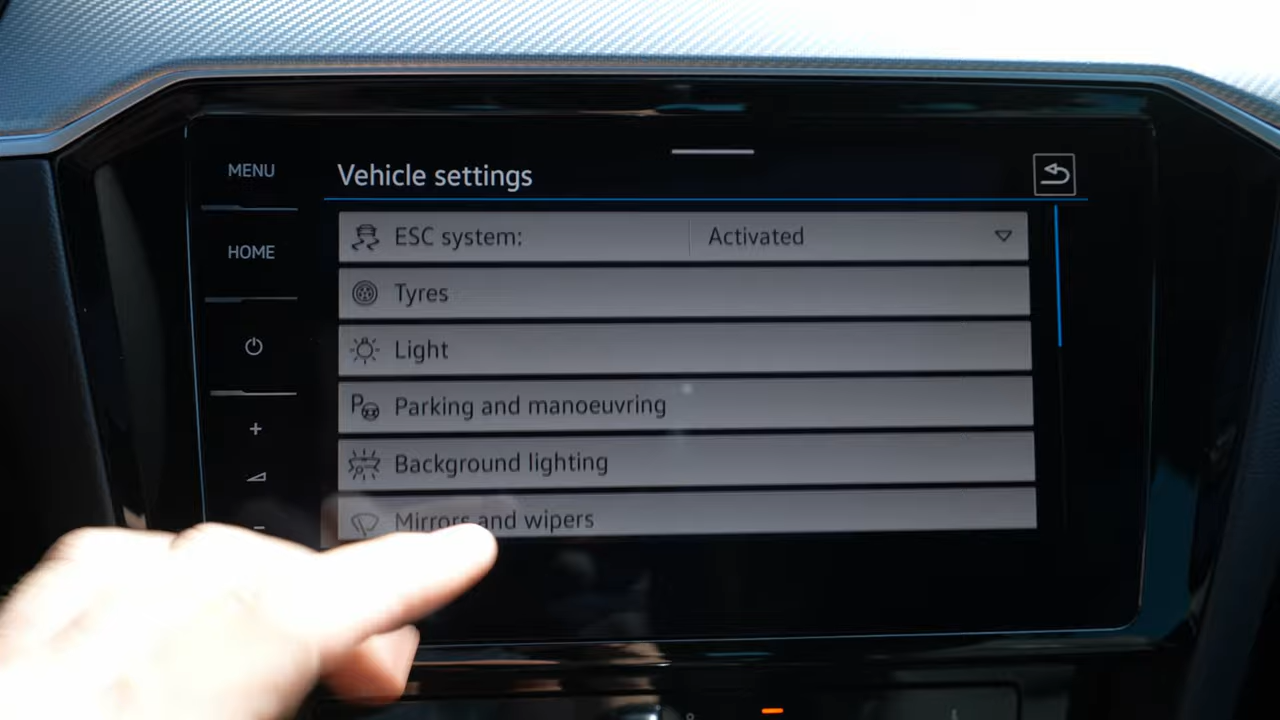 MENU
HOME
+
-
Vehicle settings
ESC system: Activated
Tyres
Light
Parking and manoeuvring
Background lighting
Mirrors and wipers